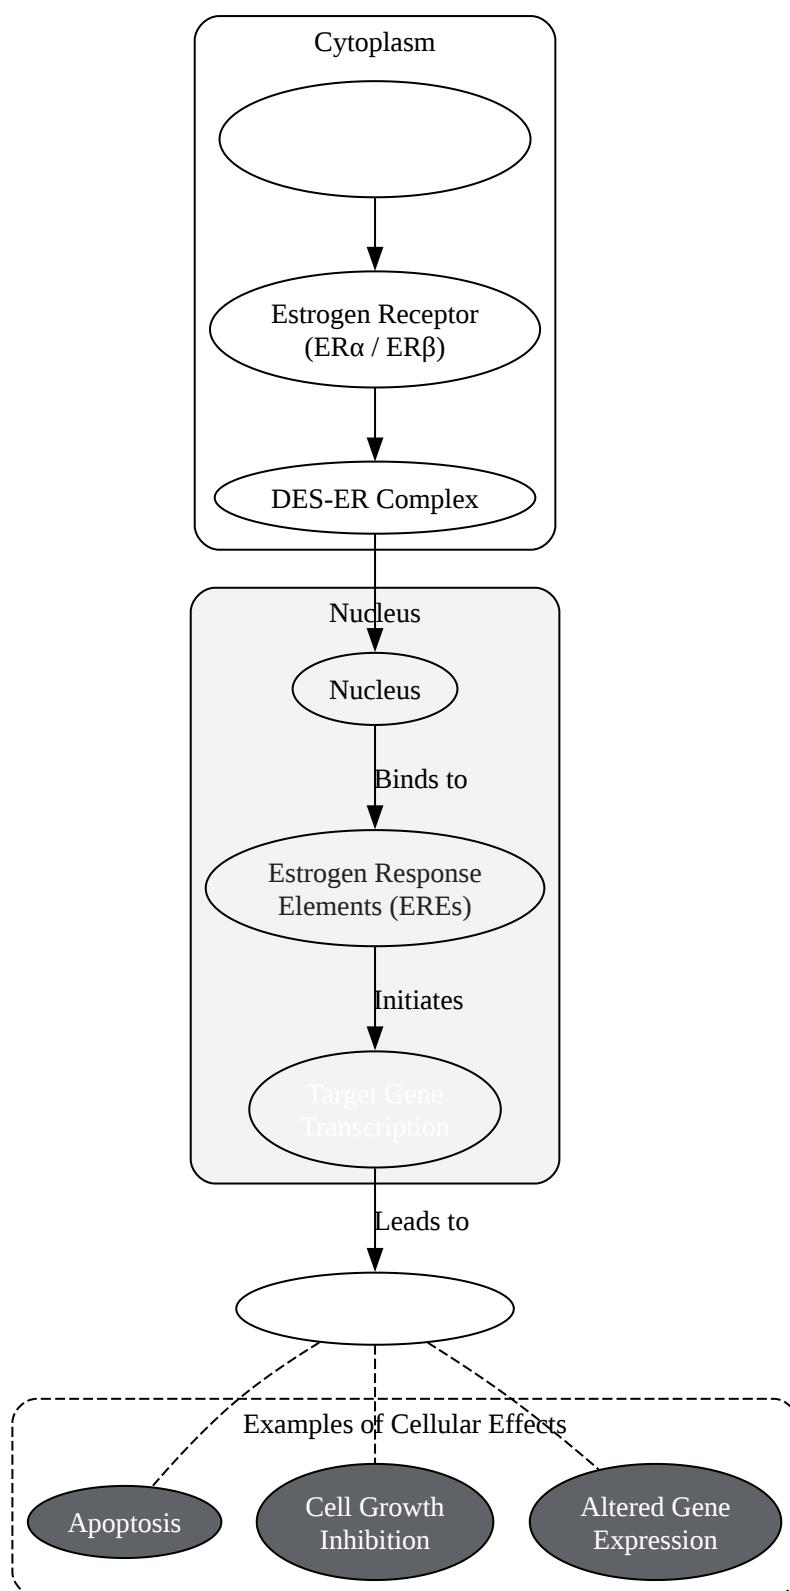 Cytoplasm
Estrogen Receptor
(ERα / ERβ)
DES-ER Complex
Nucleus
Nucleus
Binds to
Estrogen Response
Elements (EREs)
Initiates
Target Gene
Transcription
Leads to
Examples of Cellular Effects
Apoptosis
Cell Growth
Inhibition
Altered Gene
Expression